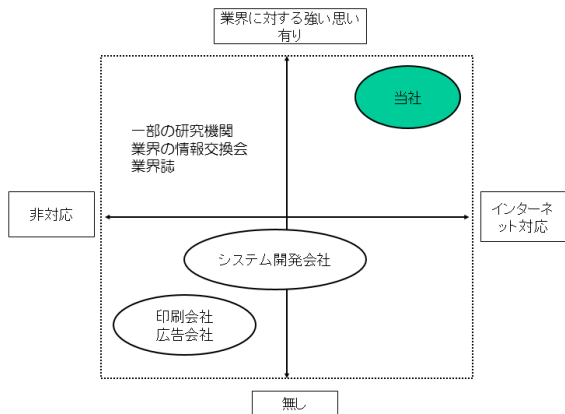 業界に対する強い思い
有り
当社
一部の研究機関
業界の情報交換会
業界誌
非対応
インターネ
ット対応
システム開発会社
印刷会社
広告会社
無し